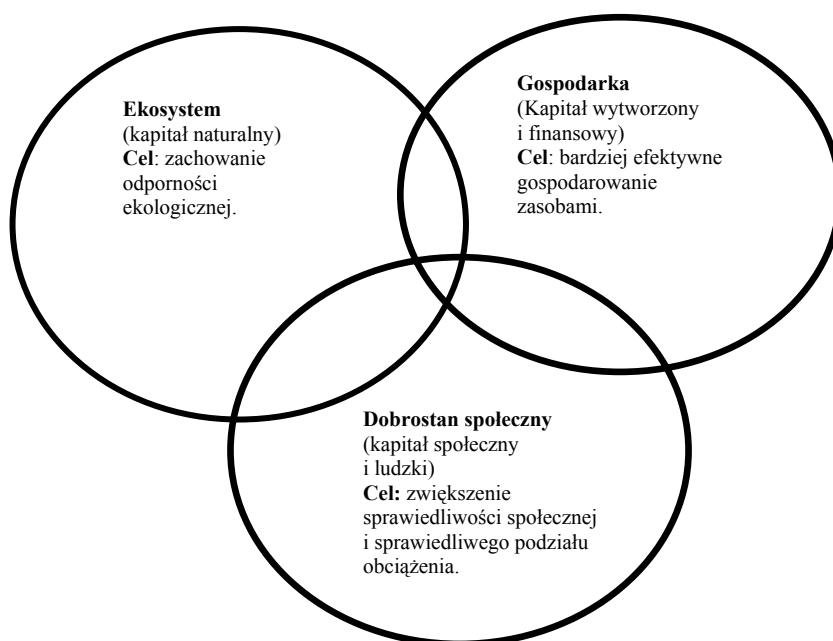 Ekosystem
(kapitał naturalny)
Cel: zachowanie
odporności
ekologicznej.
Gospodarka
(Kapitał wytworzony
i finansowy)
Cel: bardziej efektywne
gospodarowanie
zasobami.
Dobrostan społeczny
(kapitał społeczny
i ludzki)
Cel: zwiększenie
sprawiedliwości społecznej
i sprawiedliwego podziału
obciążenia.